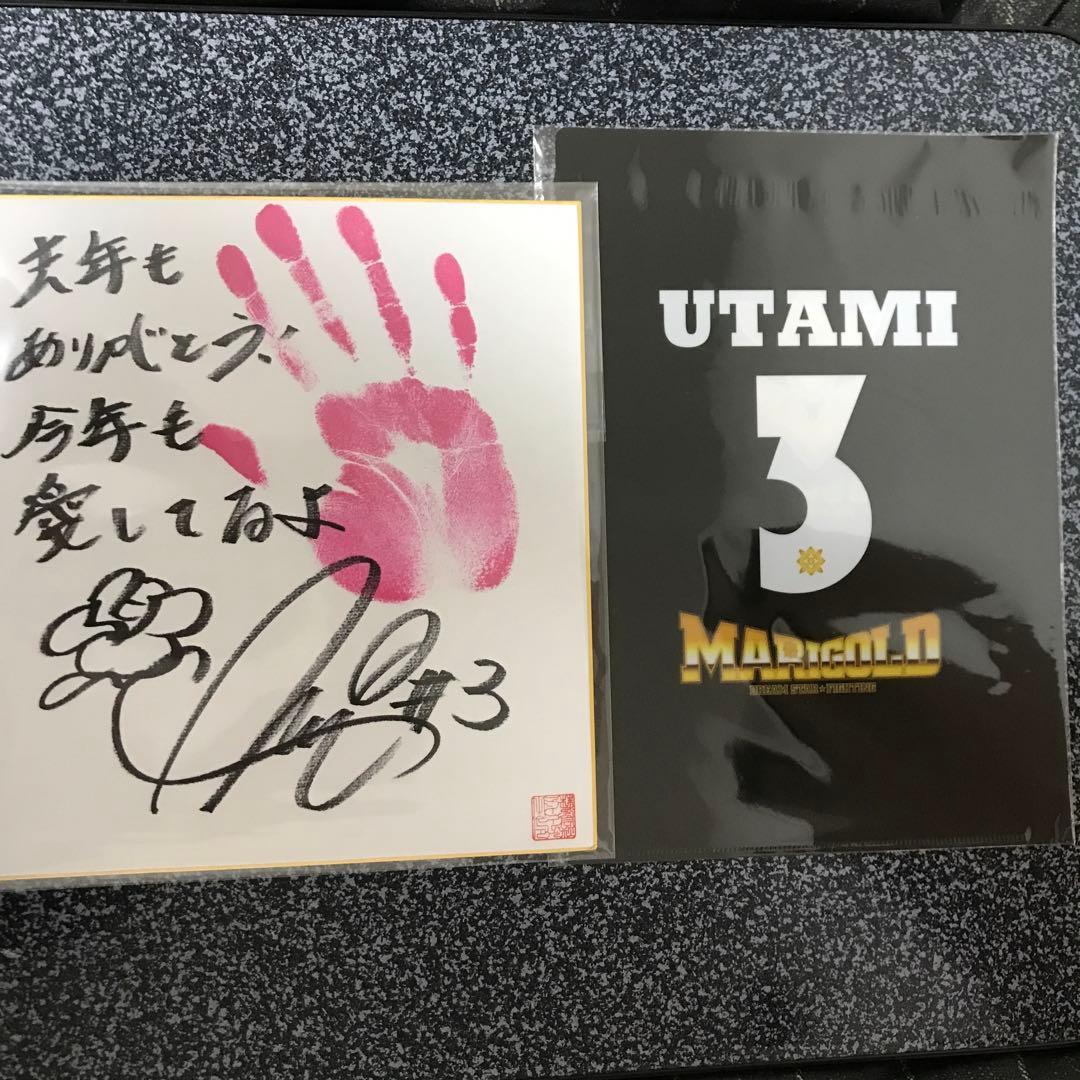 去年も
ありがとう！
今年も
愛してるよ
#3
UTAMI
3
MARIGOLD
DREAM STAR★FIGHTING